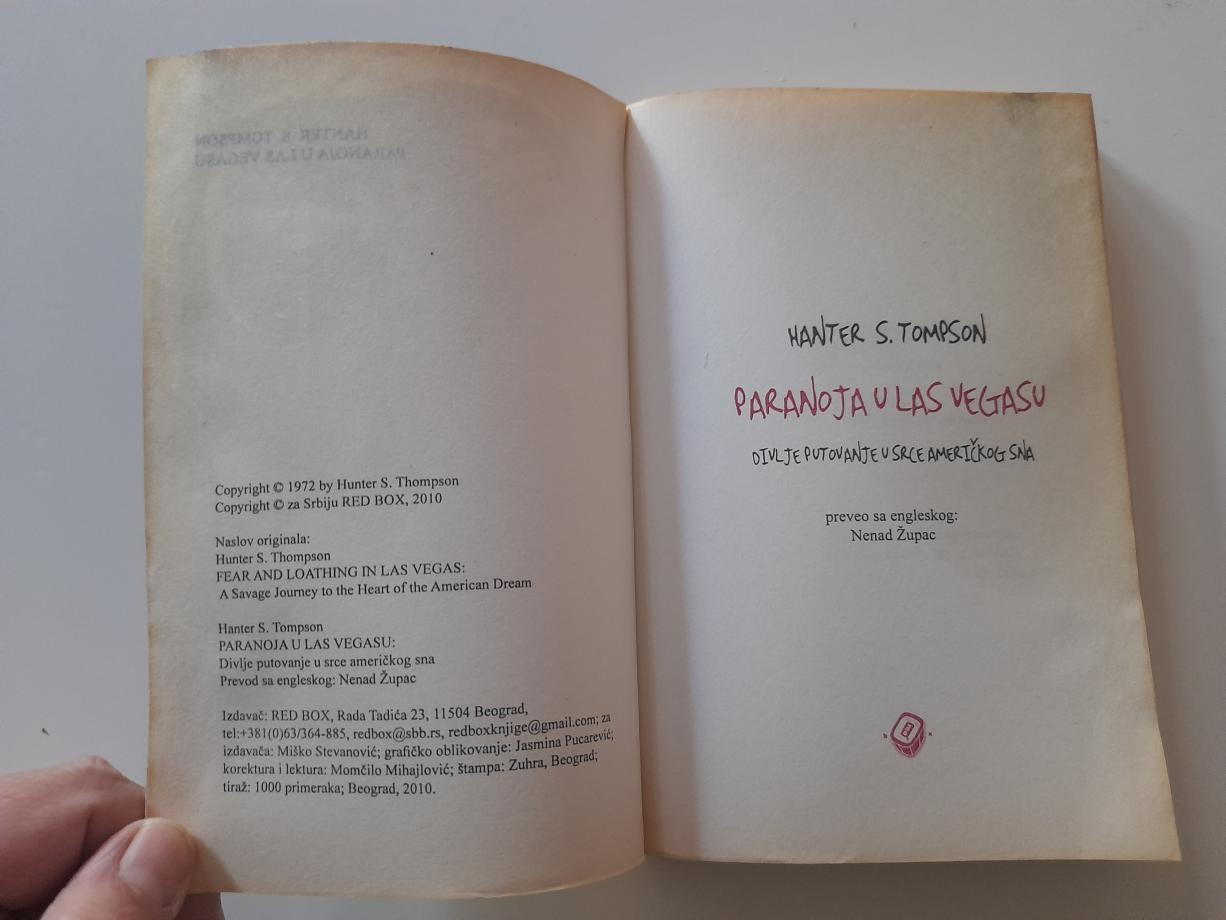 HANTER S. TOMPSON
PARANOJA U LAS VEGASU
Copyright © 1972 by Hunter S. Thompson
Copyright © za Srbiju RED BOX, 2010
Naslov originala:
Hunter S. Thompson
FEAR AND LOATHING IN LAS VEGAS:
A Savage Journey to the Heart of the American Dream
Hanter S. Tompson
PARANOJA U LAS VEGASU:
Divlje putovanje u srce američkog sna
Prevod sa engleskog: Nenad Župac
Izdavač: RED BOX, Rada Tadića 23, 11504 Beograd,
tel:+381(0)63/364-885, redbox@sbb.rs, redboxknjige@gmail.com; za
izdavača: Miško Stevanović; grafičko oblikovanje: Jasmina Pucarević;
korektura i lektura: Momčilo Mihajlović; štampa: Zuhra, Beograd;
tiraž: 1000 primeraka; Beograd, 2010.
HANTER S. TOMPSON
PARANOJA U LAS VEGASU
DIVLJE PUTOVANJE U SRCE AMERIČKOG SNA
preveo sa engleskog:
Nenad Župac